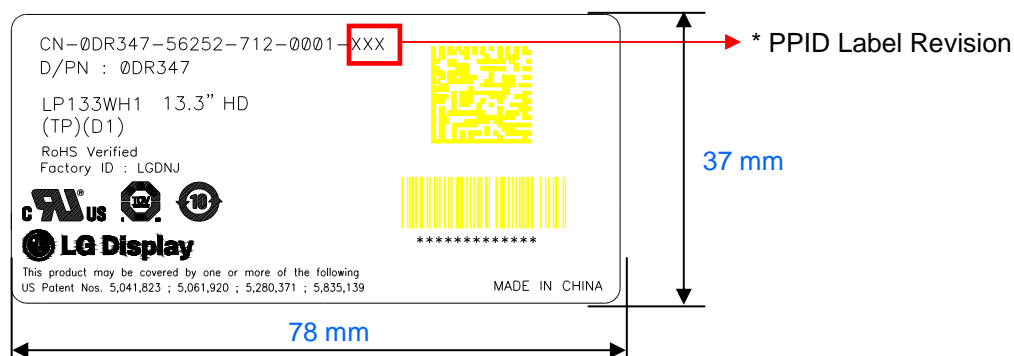 CN-0DR347-56252-712-0001-XXX
* PPID Label Revision
D/PN : 0DR347
LP133WH1 13.3" HD
(TP)(D1)
RoHS Verified
Factory ID : LGDNJ
37 mm
c RU ® US TÜV 10
LG Display
*************
This product may be covered by one or more of the following
US Patent Nos. 5,041,823 ; 5,061,920 ; 5,280,371 ; 5,835,139
MADE IN CHINA
78 mm